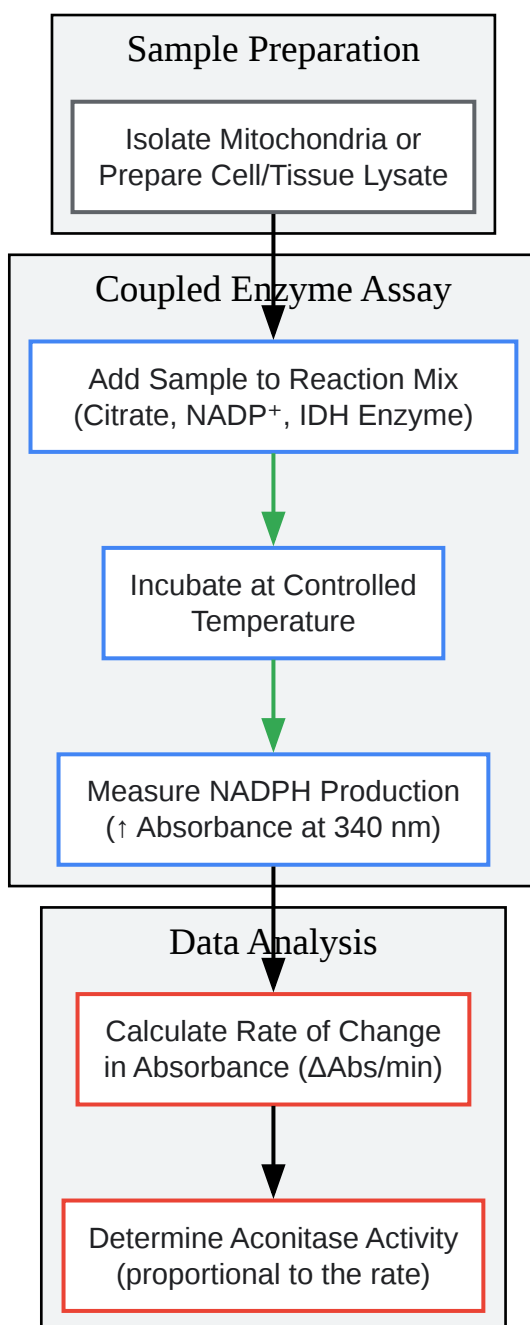 Sample Preparation
Isolate Mitochondria or
Prepare Cell/Tissue Lysate
Coupled Enzyme Assay
Add Sample to Reaction Mix
(Citrate, NADP⁺, IDH Enzyme)
Incubate at Controlled
Temperature
Measure NADPH Production
(↑ Absorbance at 340 nm)
Data Analysis
Calculate Rate of Change
in Absorbance (ΔAbs/min)
Determine Aconitase Activity
(proportional to the rate)